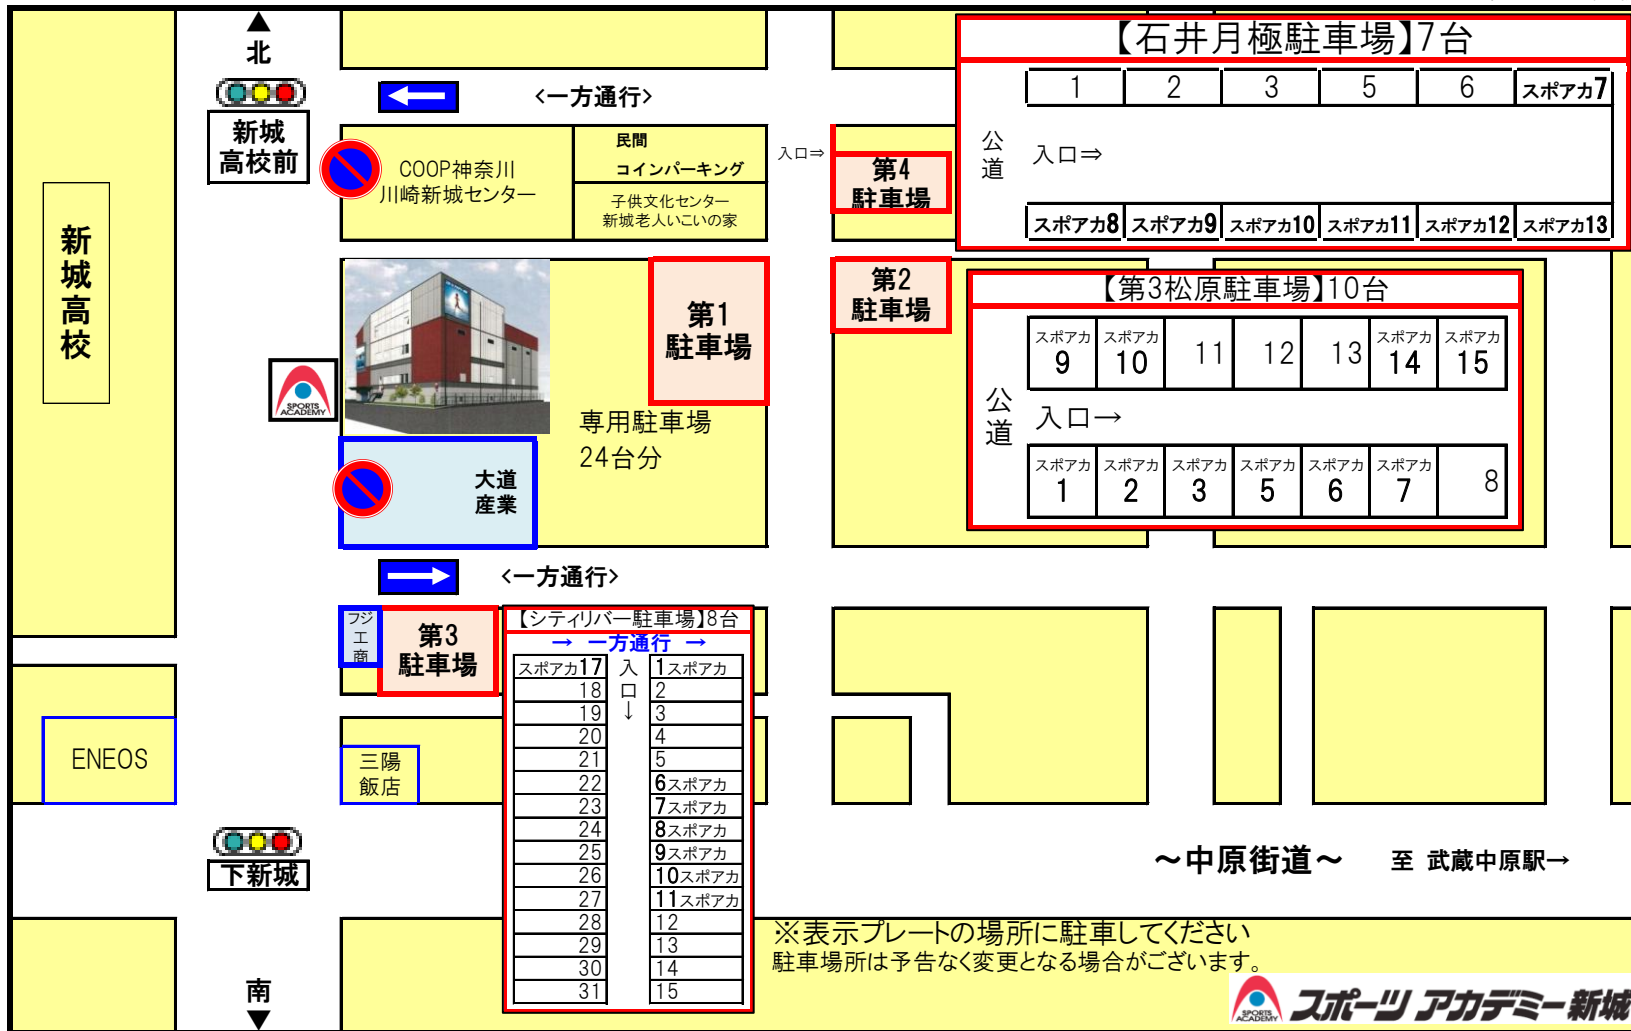 ▲
北
新城
高校前
<一方通行>
COOP神奈川
川崎新城センター
民間
コインパーキング
子供文化センター
新城老人いこいの家
入口⇒
第4
駐車場
【石井月極駐車場】7台
1
2
3
5
6
スポアカ7
公道
入口⇒
スポアカ8
スポアカ9
スポアカ10
スポアカ11
スポアカ12
スポアカ13
新城高校
SPORTS
ACADEMY
第1
駐車場
専用駐車場
24台分
第2
駐車場
【第3松原駐車場】10台
スポアカ
9
スポアカ
10
11
12
13
スポアカ
14
スポアカ
15
公道
入口→
スポアカ
1
スポアカ
2
スポアカ
3
スポアカ
5
スポアカ
6
スポアカ
7
8
大道
産業
<一方通行>
フジ
工
商
第3
駐車場
【シティリバー駐車場】8台
→ 一方通行 →
スポアカ17
18
19
20
21
22
23
24
25
26
27
28
29
30
31
入口↓
1スポアカ
2
3
4
5
6スポアカ
7スポアカ
8スポアカ
9スポアカ
10スポアカ
11スポアカ
12
13
14
15
ENEOS
三陽
飯店
下新城
～中原街道～
至 武蔵中原駅→
※表示プレートの場所に駐車してください
駐車場所は予告なく変更となる場合がございます。
南
▼
SPORTS
ACADEMY
スポーツ アカデミー新城